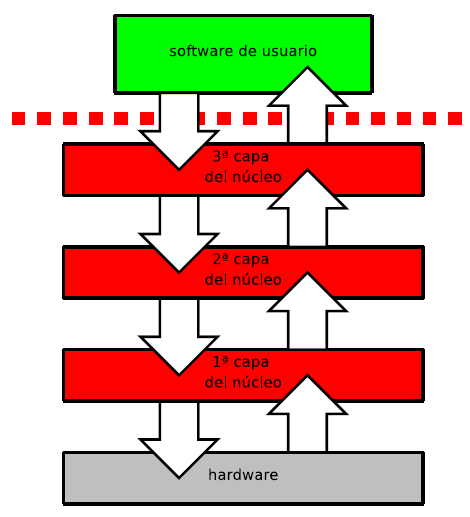 software de usuario
3ª capa
del núcleo
2ª capa
del núcleo
1ª capa
del núcleo
hardware